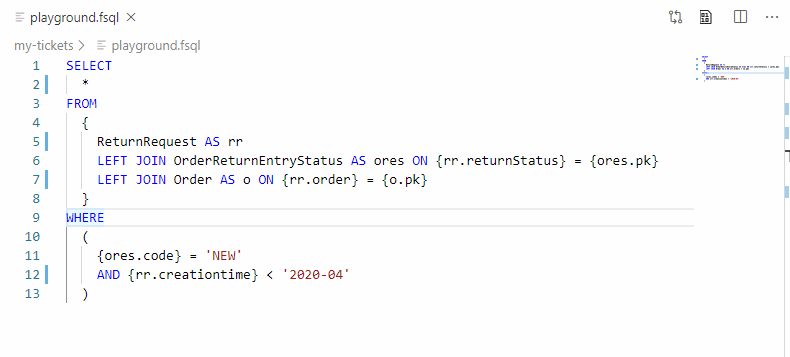 playground.fsql
my-tickets > playground.fsql
1 SELECT
2 *
3 FROM
4 {
5 ReturnRequest AS rr
6 LEFT JOIN OrderReturnEntryStatus AS ores ON {rr.returnStatus} = {ores.pk}
7 LEFT JOIN Order AS o ON {rr.order} = {o.pk}
8 }
9 WHERE
10 (
11 {ores.code} = 'NEW'
12 AND {rr.creationtime} < '2020-04'
13 )